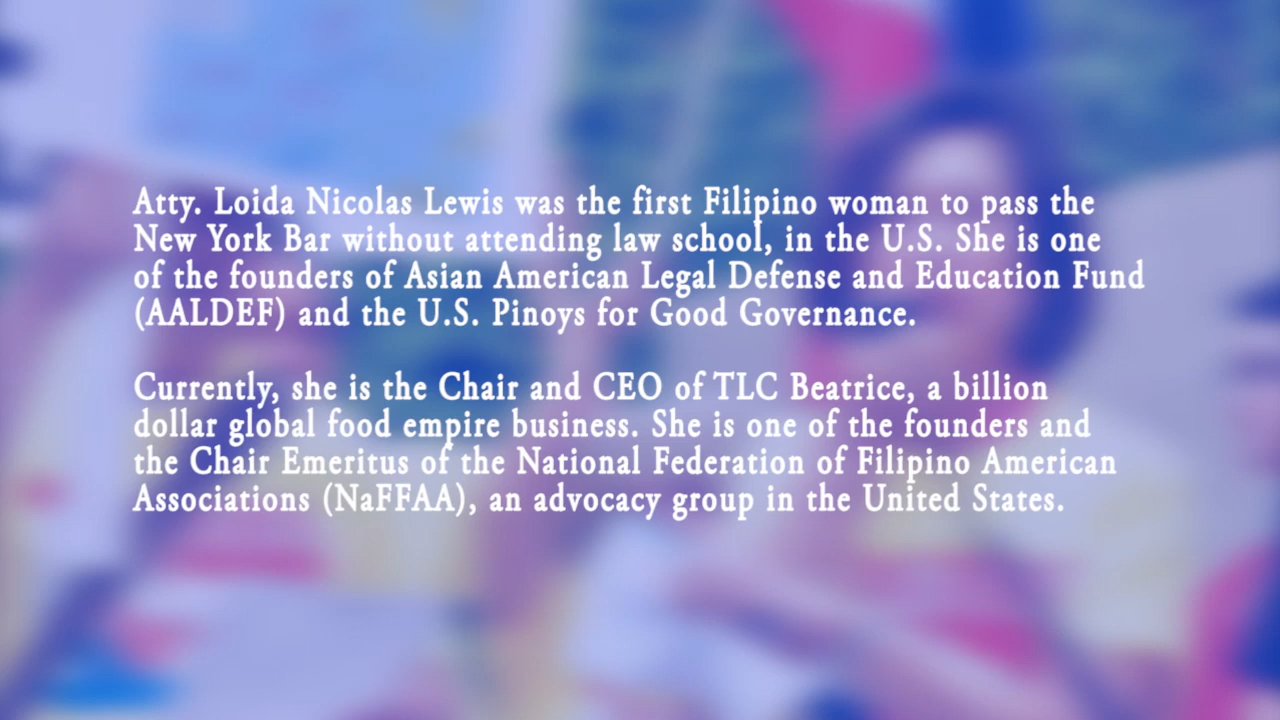 Atty. Loida Nicolas Lewis was the first Filipino woman to pass the
New York Bar without attending law school, in the U.S. She is one
of the founders of Asian American Legal Defense and Education Fund
(AALDEF) and the U.S. Pinoys for Good Governance.
Currently, she is the Chair and CEO of TLC Beatrice, a billion
dollar global food empire business. She is one of the founders and
the Chair Emeritus of the National Federation of Filipino American
Associations (NaFFAA), an advocacy group in the United States.